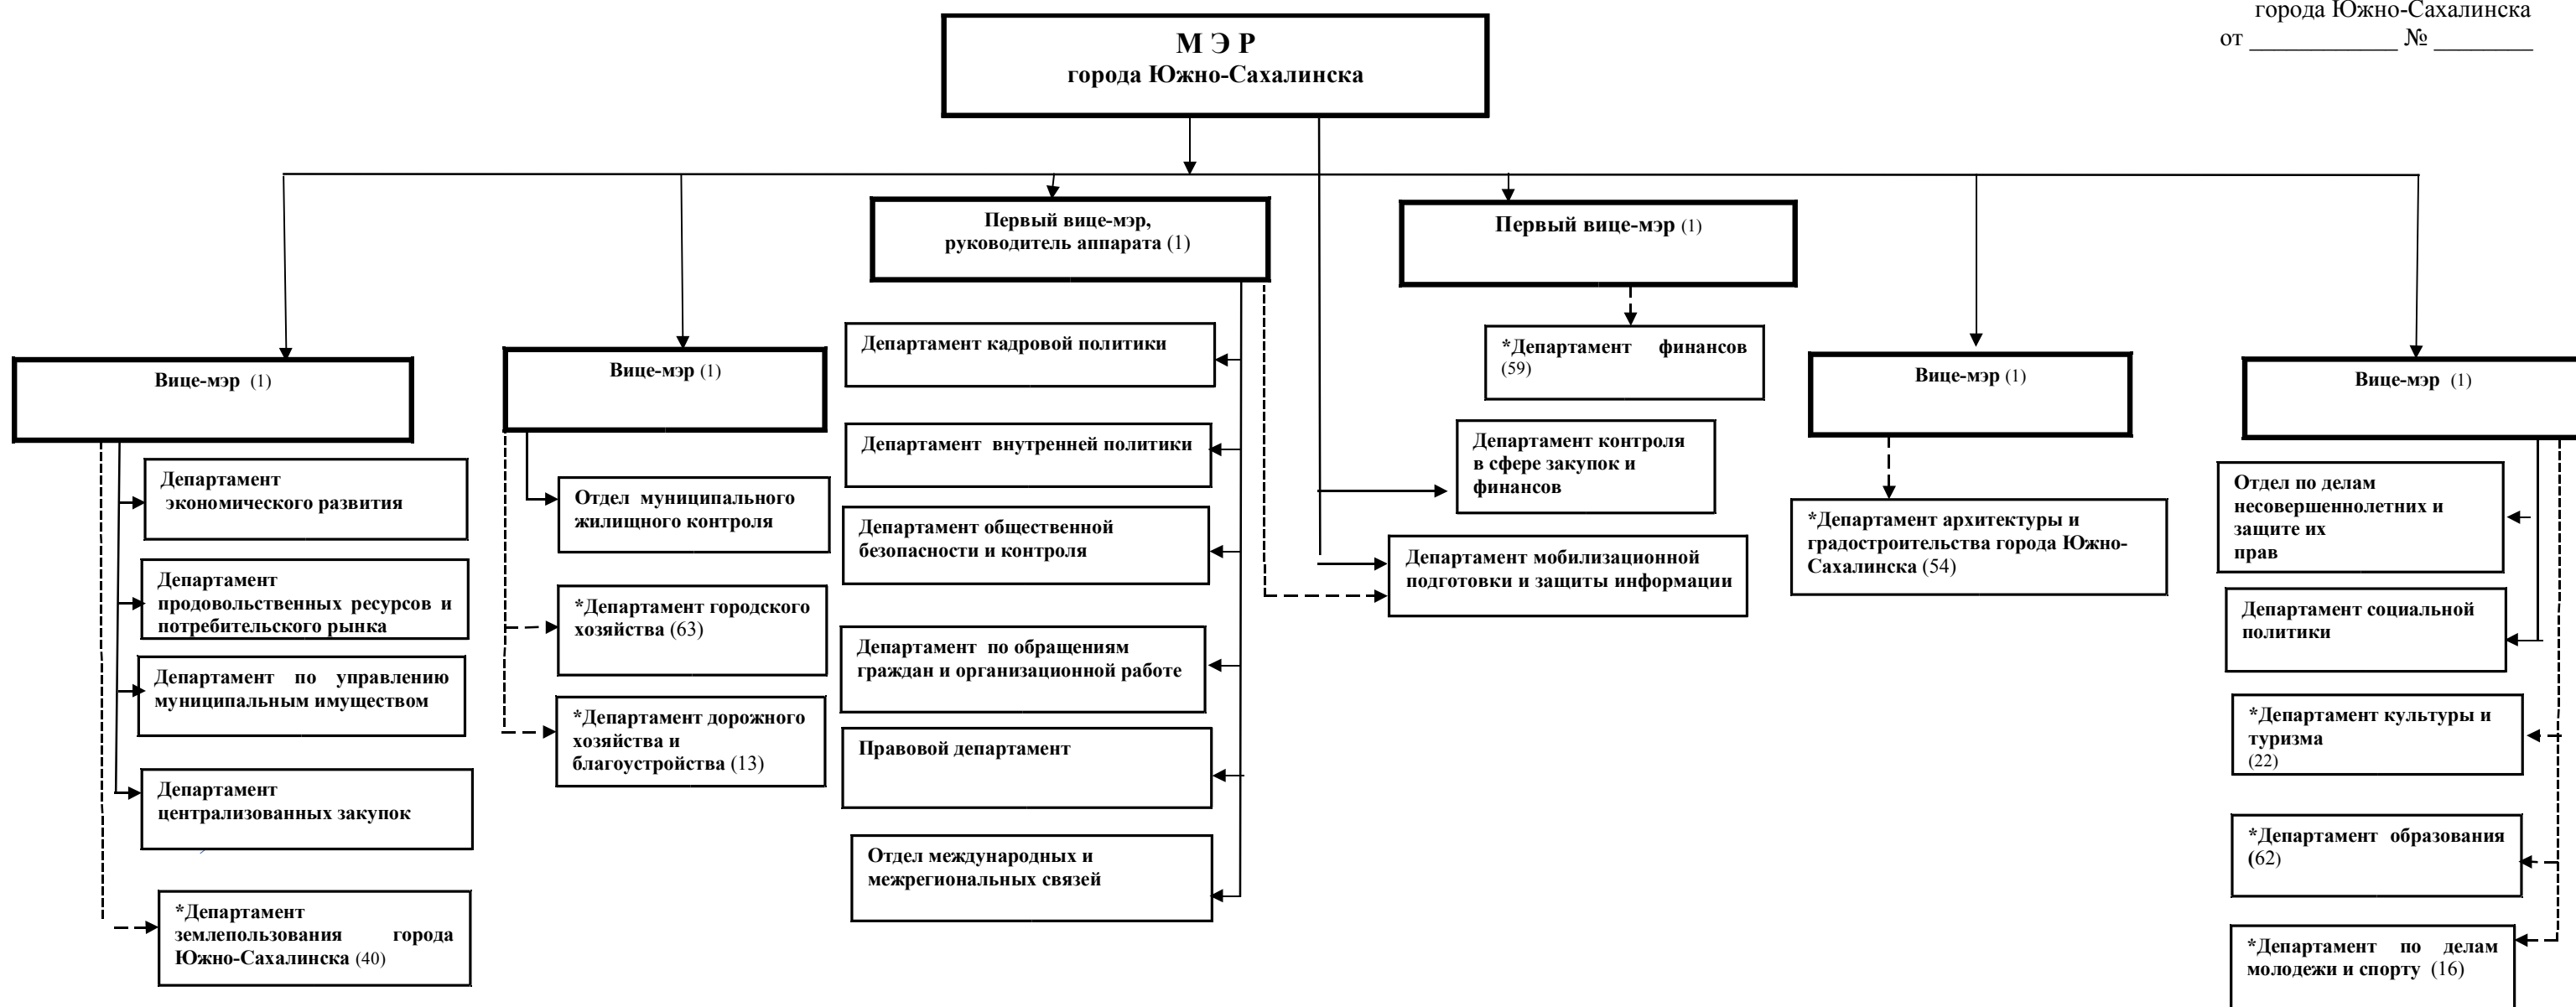 города Южно-Сахалинска
от ____________ № ________
М Э Р
города Южно-Сахалинска
Первый вице-мэр,
руководитель аппарата (1)
Первый вице-мэр (1)
Вице-мэр (1)
Вице-мэр (1)
Вице-мэр (1)
Вице-мэр (1)
Департамент
экономического развития
Департамент
продовольственных ресурсов и
потребительского рынка
Департамент по управлению
муниципальным имуществом
Департамент
централизованных закупок
*Департамент
землепользования города
Южно-Сахалинска (40)
Отдел муниципального
жилищного контроля
*Департамент городского
хозяйства (63)
*Департамент дорожного
хозяйства и
благоустройства (13)
Департамент кадровой политики
Департамент внутренней политики
Департамент общественной
безопасности и контроля
Департамент по обращениям
граждан и организационной работе
Правовой департамент
Отдел международных и
межрегиональных связей
*Департамент финансов
(59)
Департамент контроля
в сфере закупок и
финансов
Департамент мобилизационной
подготовки и защиты информации
*Департамент архитектуры и
градостроительства города Южно-
Сахалинска (54)
Отдел по делам
несовершеннолетних и
защите их
прав
Департамент социальной
политики
*Департамент культуры и
туризма
(22)
*Департамент образования
(62)
*Департамент по делам
молодежи и спорту (16)